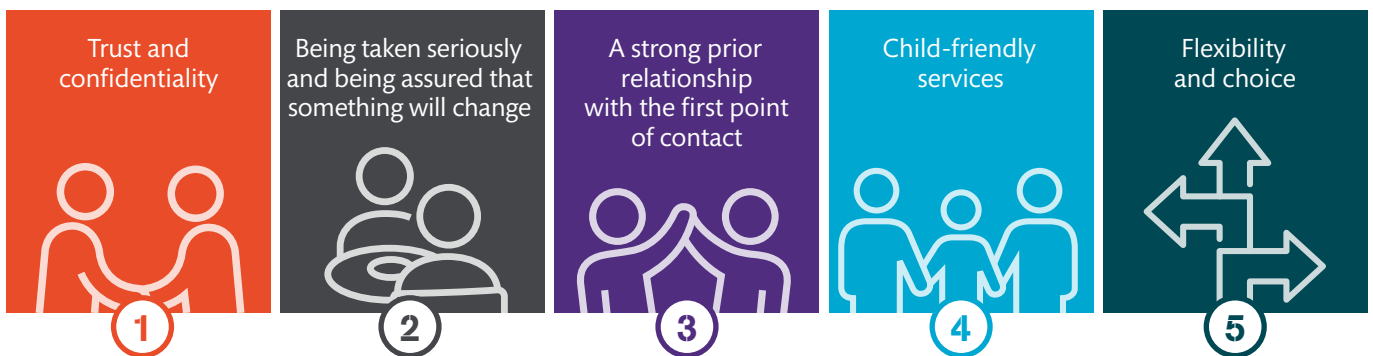 Trust and
confidentiality
1
Being taken seriously
and being assured that
something will change
2
A strong prior
relationship
with the first point
of contact
3
Child-friendly
services
4
Flexibility
and choice
5